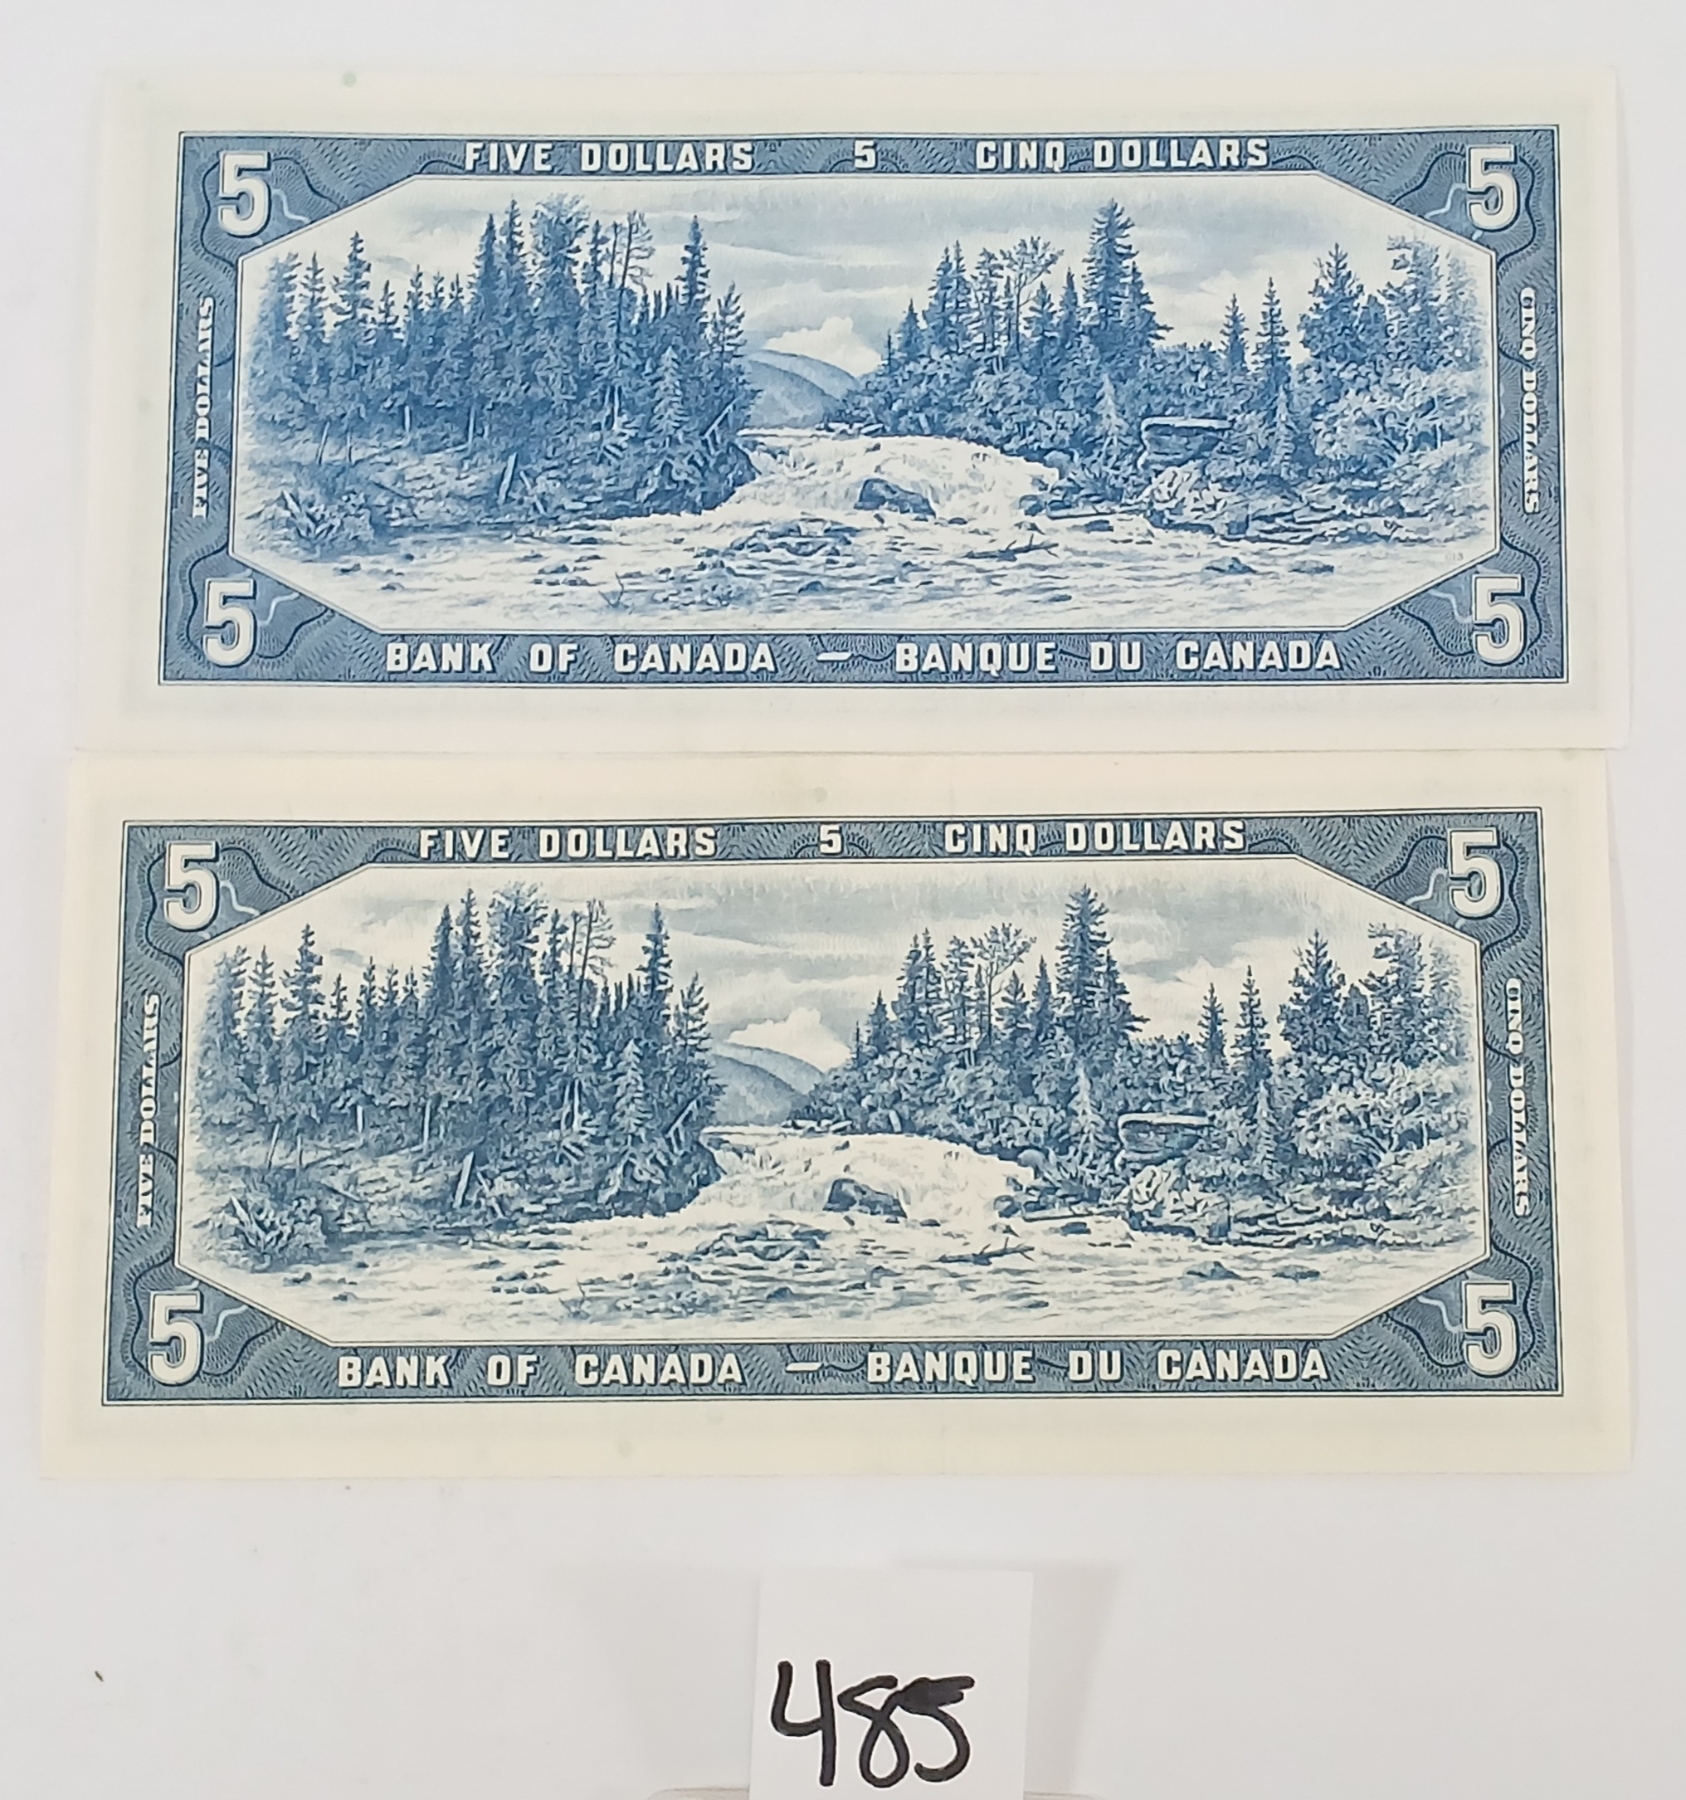 FIVE DOLLARS 5 CINQ DOLLARS
5 5
FIVE DOLLARS
CINQ DOLLARS
5 5
BANK OF CANADA — BANQUE DU CANADA
FIVE DOLLARS 5 CINQ DOLLARS
5 5
FIVE DOLLARS
CINQ DOLLARS
5 5
BANK OF CANADA — BANQUE DU CANADA
485